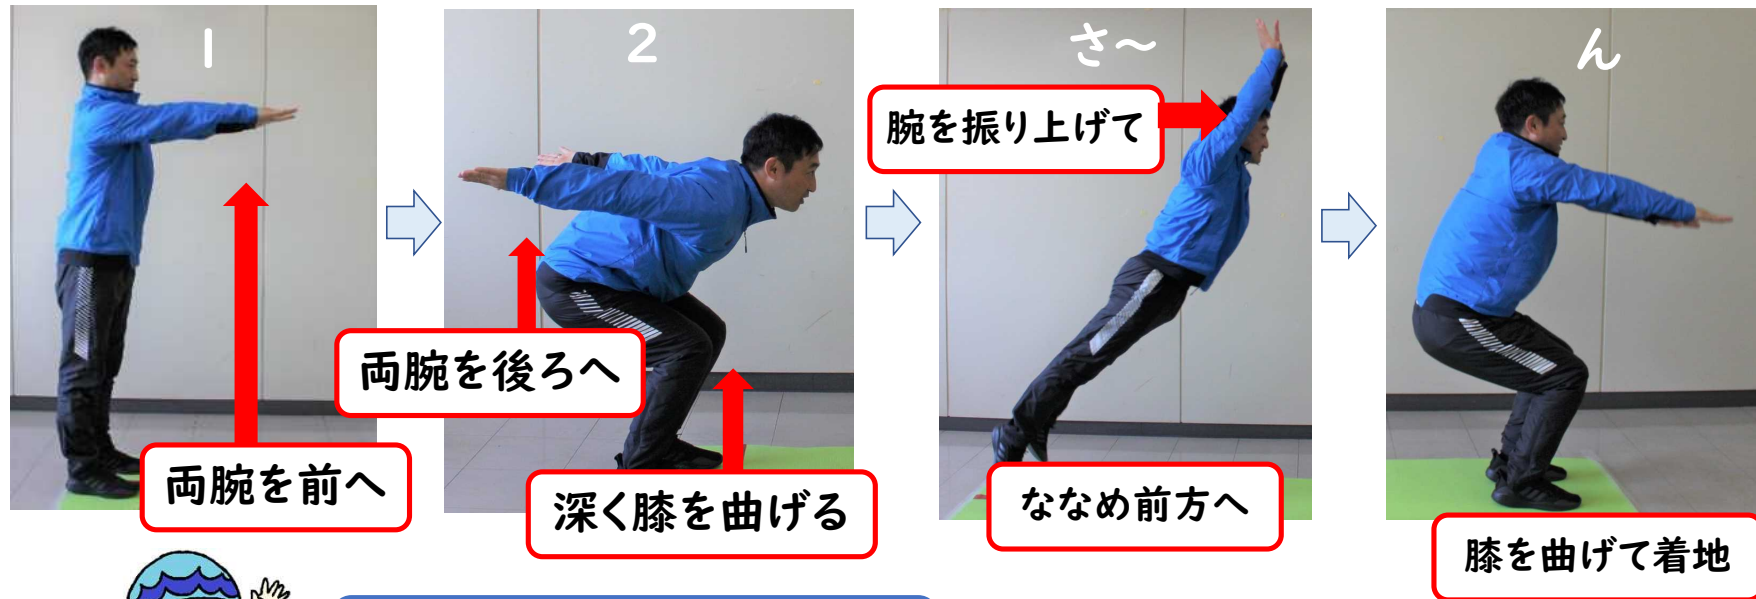 1
両腕を前へ
2
両腕を後ろへ
深く膝を曲げる
さ～
腕を振り上げて
ななめ前方へ
ん
膝を曲げて着地